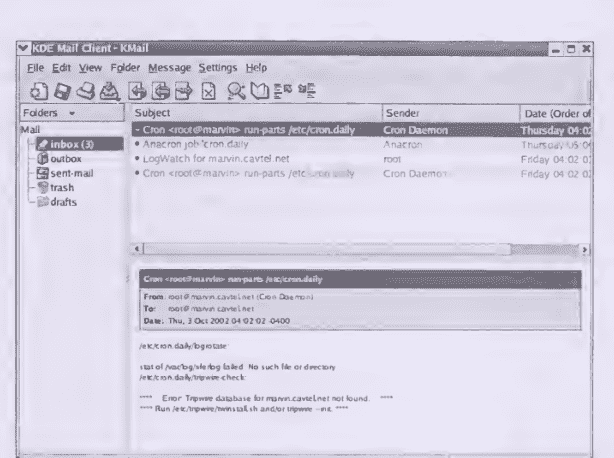 KDE Mail Client - KMail
File Edit View Folder Message Settings Help
Folders Subject Sender Date (Order of
Mail
inbox (3)
outbox
sent-mail
trash
drafts
- Cron <root@marvin> run-parts /etc/cron.daily Cron Daemon Thursday 04:02
• Anacron job 'cron.daily Anacron Thursday
• LogWatch for marvin.cavtel.net root Friday 04:02
• Cron <root@marvin> run-parts /etc/cron.daily Cron Daemon Friday 04:02
Cron <root@marvin> run-parts /etc/cron.daily
From: root@marvin.cavtel.net (Cron Daemon)
To: root@marvin.cavtel.net
Date: Thu, 3 Oct 2002 04:02:02 -0400
/etc/cron.daily/logrotate:
stat of /var/log/xferlog failed: No such file or directory
/etc/cron.daily/tripwire-check:
**** Error: Tripwire database for marvin.cavtel.net not found. ****
**** Run /etc/tripwire/twinstall.sh and/or tripwire --init. ****